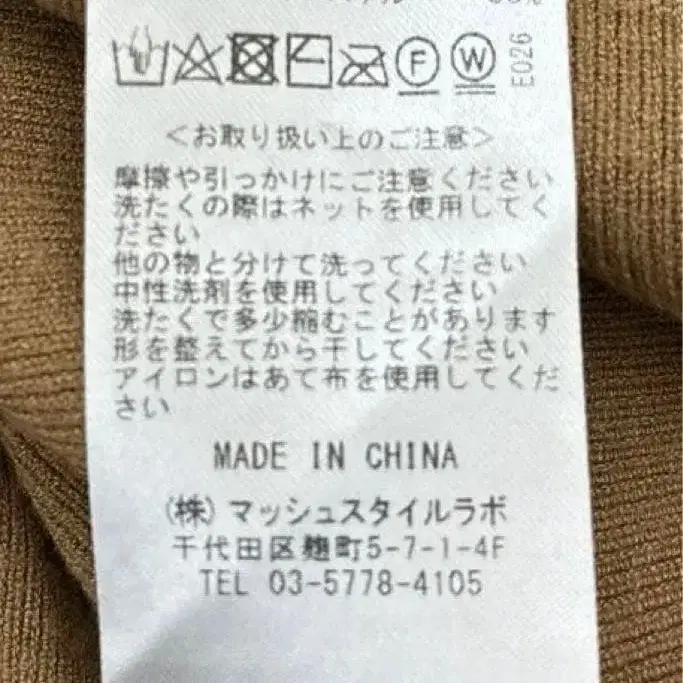 F W
E026
<お取り扱い上のご注意>
摩擦や引っかけにご注意ください
洗たくの際はネットを使用してく
ださい
他の物と分けて洗ってください
中性洗剤を使用してください
洗たくで多少縮むことがあります
形を整えてから干してください
アイロンはあて布を使用してくだ
さい
MADE IN CHINA
(株)マッシュスタイルラボ
千代田区麹町5-7-1-4F
TEL 03-5778-4105